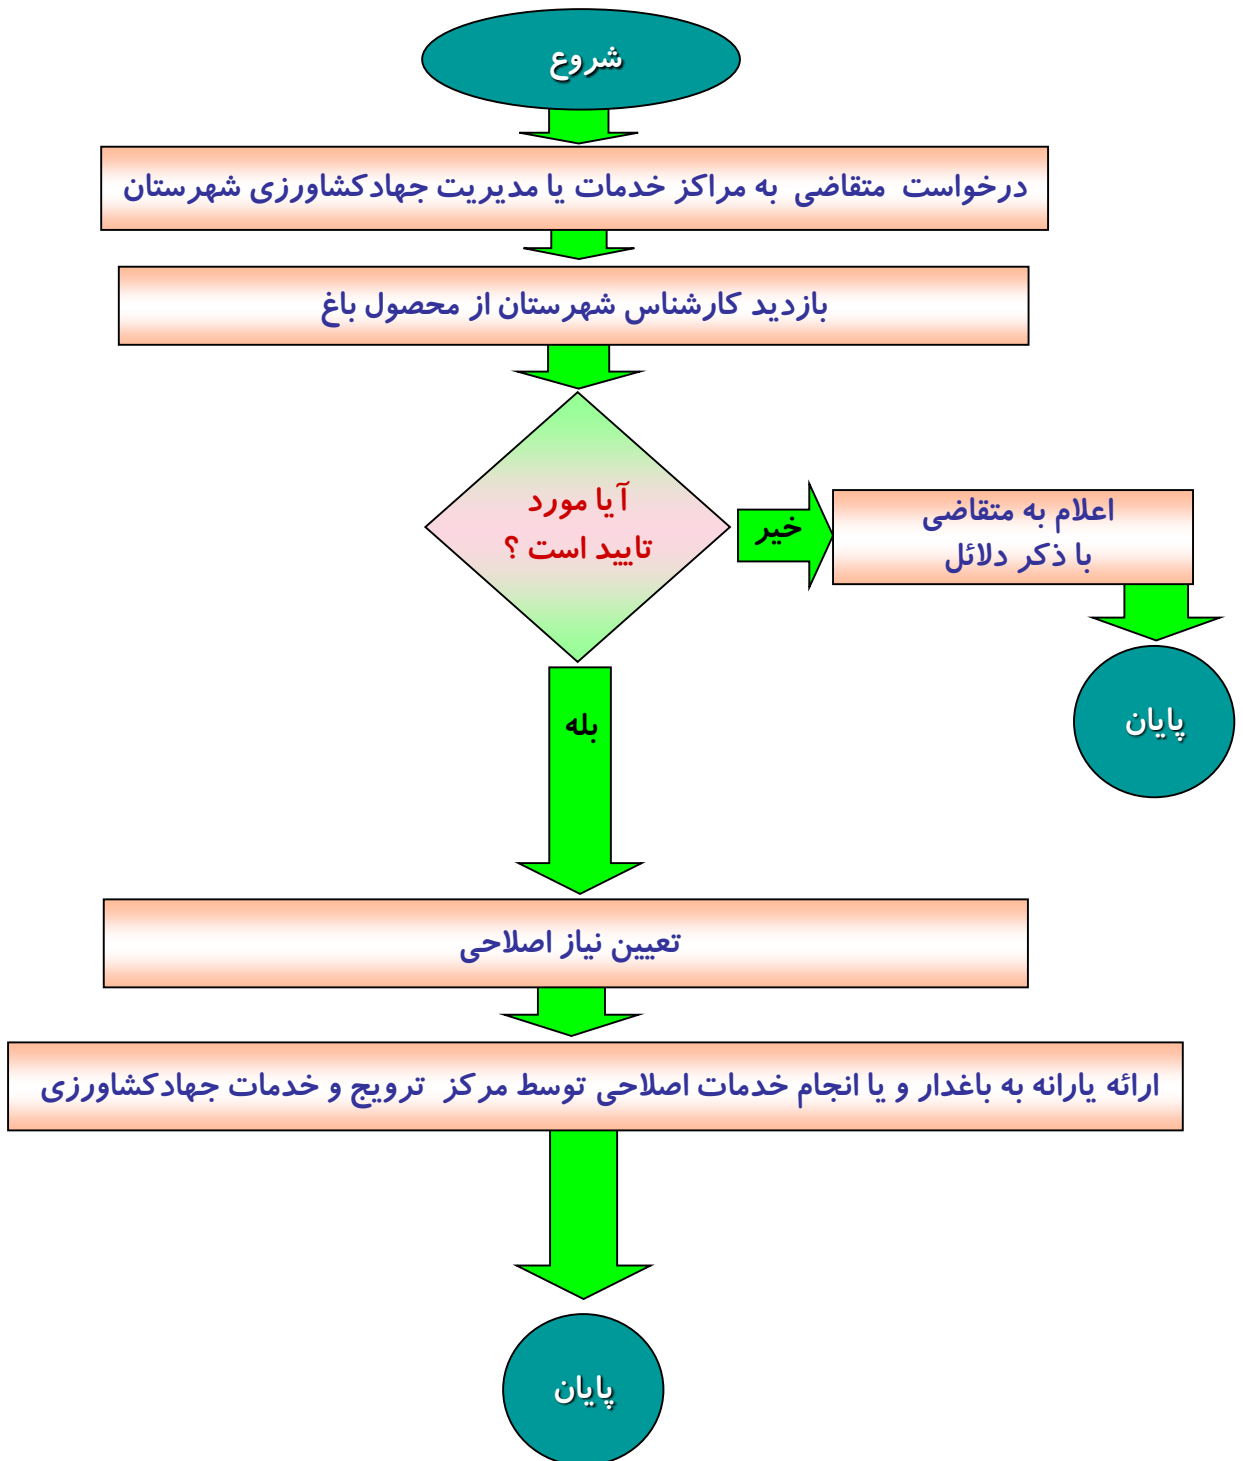 شروع
درخواست متقاضی به مراکز خدمات یا مدیریت جهادکشاورزی شهرستان
بازدید کارشناس شهرستان از محصول باغ
آیا مورد
تایید است ؟
خیر
اعلام به متقاضی
با ذکر دلائل
پایان
بله
تعیین نیاز اصلاحی
ارائه یارانه به باغدار و یا انجام خدمات اصلاحی توسط مرکز ترویج و خدمات جهادکشاورزی
پایان